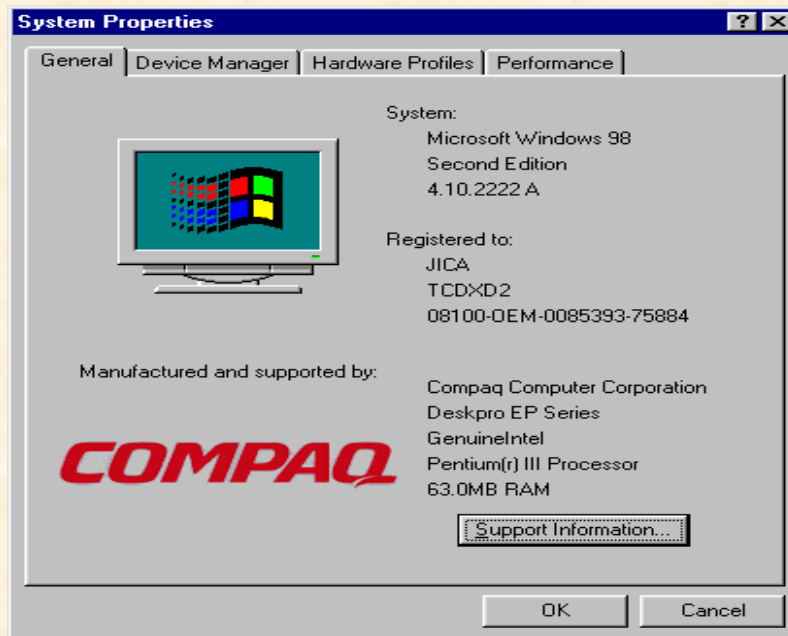 System Properties
General
Device Manager
Hardware Profiles
Performance
System:
Microsoft Windows 98
Second Edition
4.10.2222 A
Registered to:
JICA
TCDXD2
08100-OEM-0085393-75884
Manufactured and supported by:
COMPAQ
Compaq Computer Corporation
Deskpro EP Series
GenuineIntel
Pentium(r) III Processor
63.0MB RAM
Support Information...
OK
Cancel